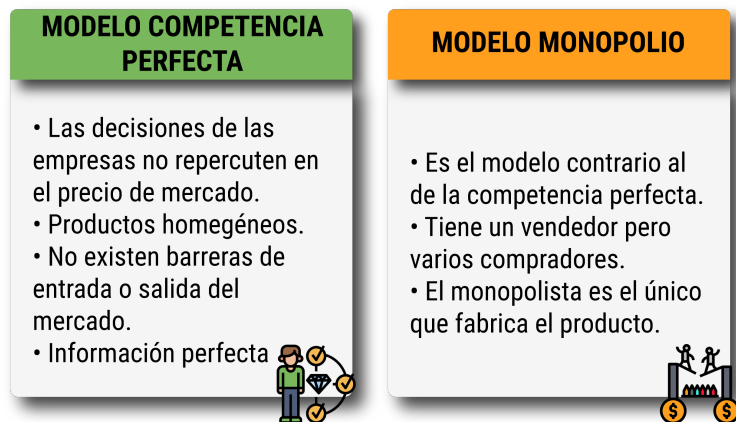 MODELO COMPETENCIA
PERFECTA
• Las decisiones de las
empresas no repercuten en
el precio de mercado.
• Productos homegéneos.
• No existen barreras de
entrada o salida del
mercado.
• Información perfecta
MODELO MONOPOLIO
• Es el modelo contrario al
de la competencia perfecta.
• Tiene un vendedor pero
varios compradores.
• El monopolista es el único
que fabrica el producto.
$
$